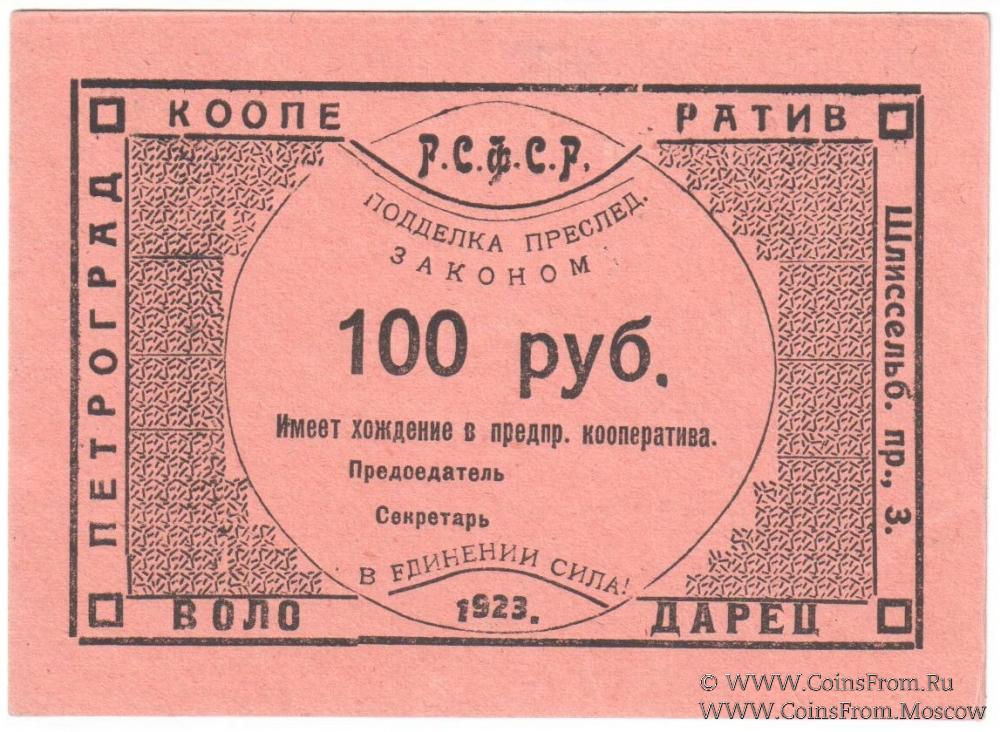 КООПЕ РАТИВ
Р.С.Ф.С.Р.
ПОДДЕЛКА ПРЕСЛЕД.
ЗАКОНОМ
ПЕТРОГРАД
Шлиссельб. пр., 3.
100 руб.
Имеет хождение в предпр. кооператива.
Председатель
Секретарь
В ЕДИНЕНИИ СИЛА!
1923.
ВОЛО ДАРЕЦ
© WWW.CoinsFrom.Ru
WWW.CoinsFrom.Moscow